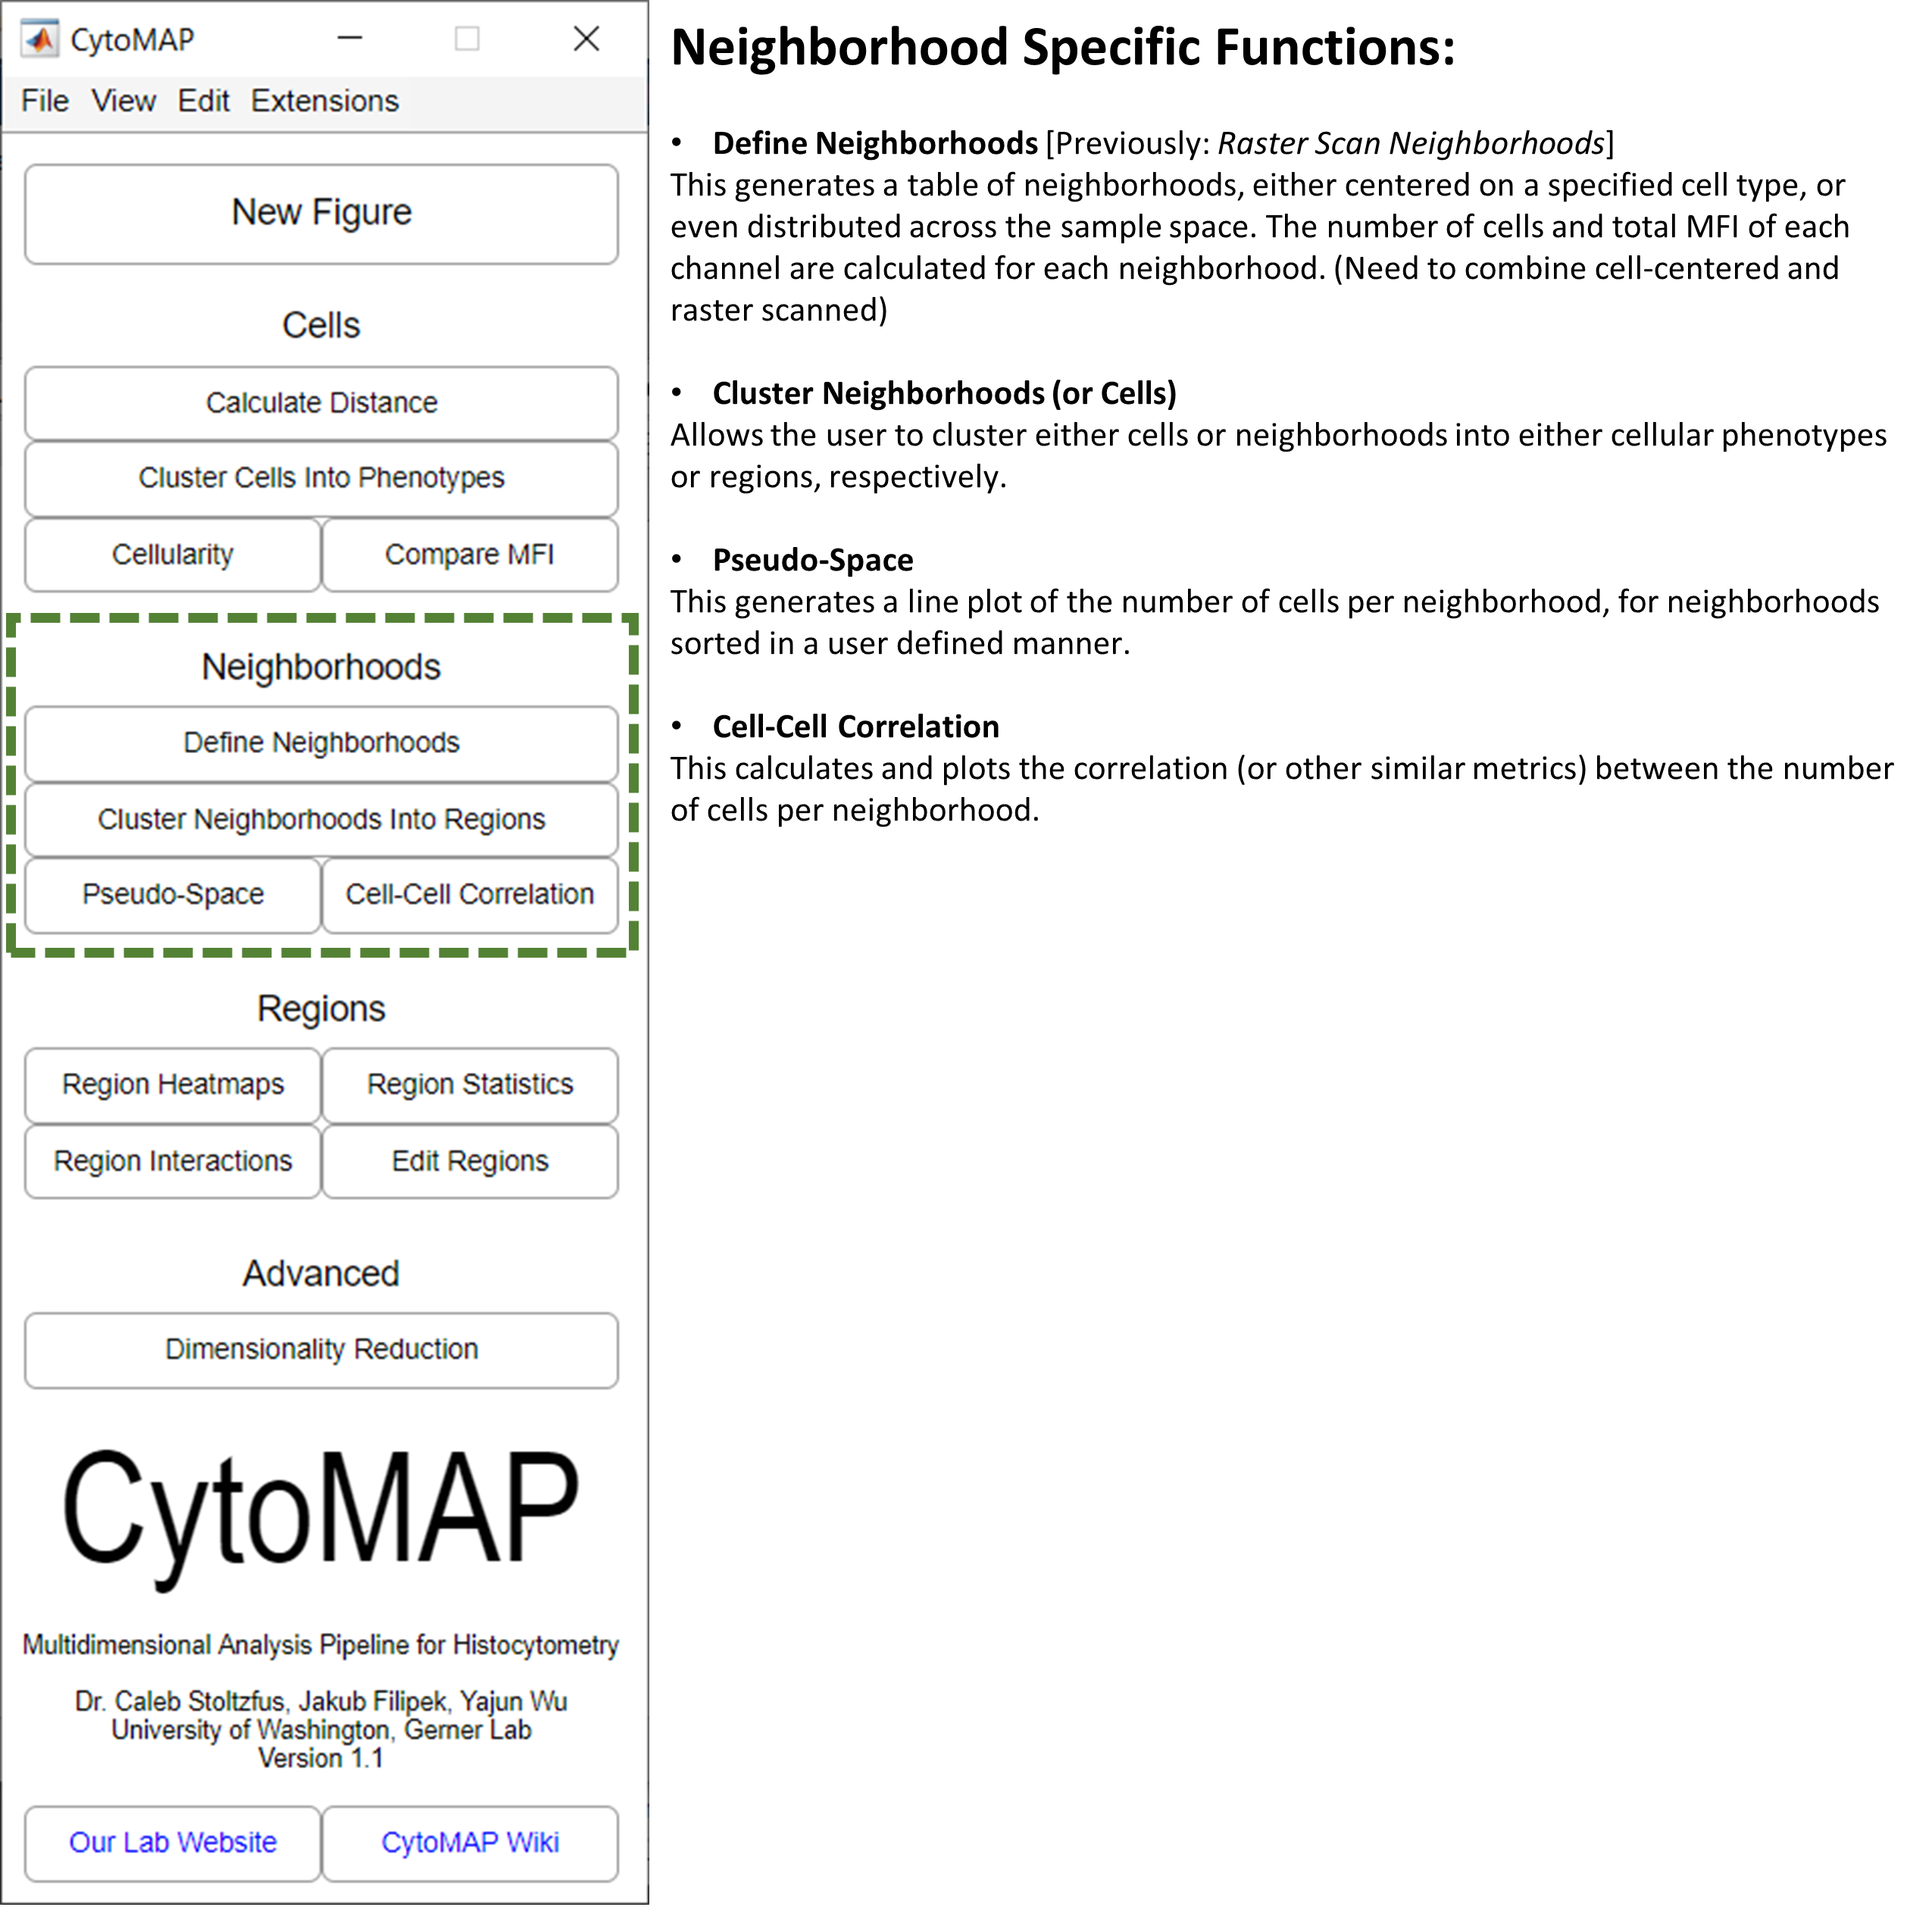 CytoMAP
File View Edit Extensions
New Figure
Cells
Calculate Distance
Cluster Cells Into Phenotypes
Cellularity
Compare MFI
Neighborhoods
Define Neighborhoods
Cluster Neighborhoods Into Regions
Pseudo-Space
Cell-Cell Correlation
Regions
Region Heatmaps
Region Statistics
Region Interactions
Edit Regions
Advanced
Dimensionality Reduction
CytoMAP
Multidimensional Analysis Pipeline for Histocytometry
Dr. Caleb Stoltzfus, Jakub Filipek, Yajun Wu
University of Washington, Gerner Lab
Version 1.1
Our Lab Website
CytoMAP Wiki
Neighborhood Specific Functions:
• Define Neighborhoods [Previously: Raster Scan Neighborhoods]
This generates a table of neighborhoods, either centered on a specified cell type, or
even distributed across the sample space. The number of cells and total MFI of each
channel are calculated for each neighborhood. (Need to combine cell-centered and
raster scanned)
• Cluster Neighborhoods (or Cells)
Allows the user to cluster either cells or neighborhoods into either cellular phenotypes
or regions, respectively.
• Pseudo-Space
This generates a line plot of the number of cells per neighborhood, for neighborhoods
sorted in a user defined manner.
• Cell-Cell Correlation
This calculates and plots the correlation (or other similar metrics) between the number
of cells per neighborhood.